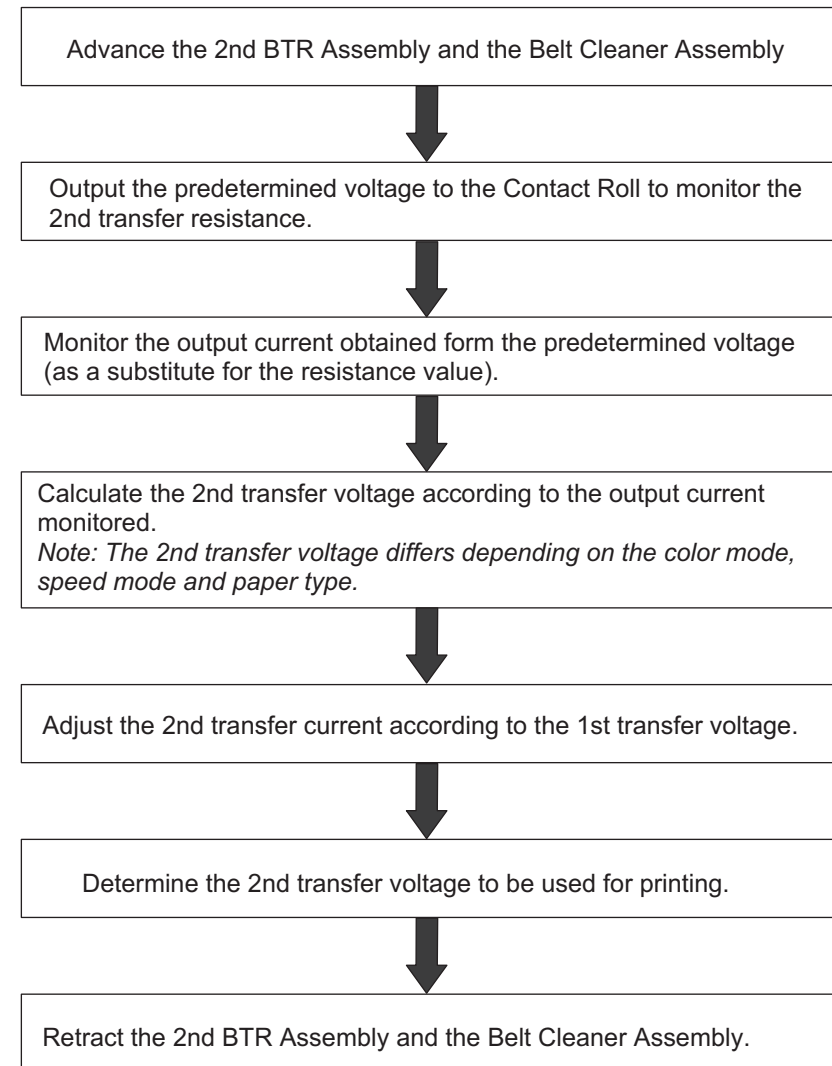 Advance the 2nd BTR Assembly and the Belt Cleaner Assembly
Output the predetermined voltage to the Contact Roll to monitor the
2nd transfer resistance.
Monitor the output current obtained form the predetermined voltage
(as a substitute for the resistance value).
Calculate the 2nd transfer voltage according to the output current
monitored.
Note: The 2nd transfer voltage differs depending on the color mode,
speed mode and paper type.
Adjust the 2nd transfer current according to the 1st transfer voltage.
Determine the 2nd transfer voltage to be used for printing.
Retract the 2nd BTR Assembly and the Belt Cleaner Assembly.